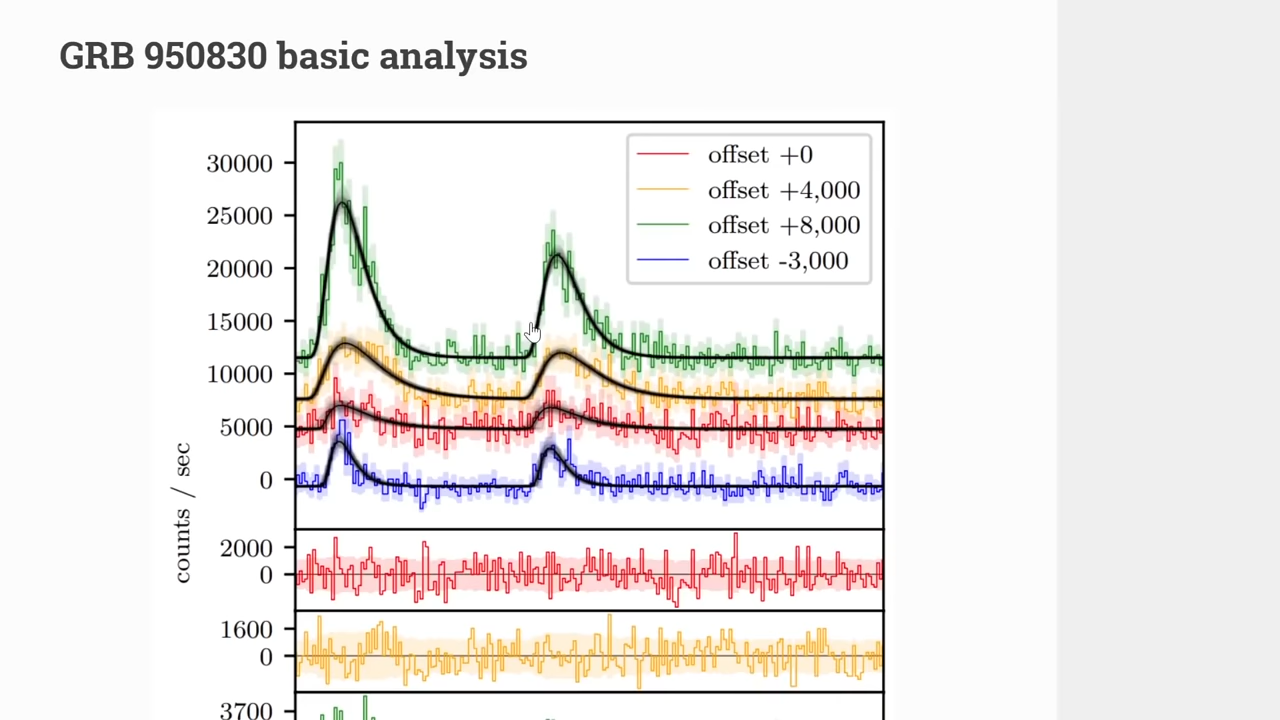 GRB 950830 basic analysis
30000
25000
20000
15000
10000
5000
0
counts / sec
offset +0
offset +4,000
offset +8,000
offset -3,000
2000
0
1600
0
3700